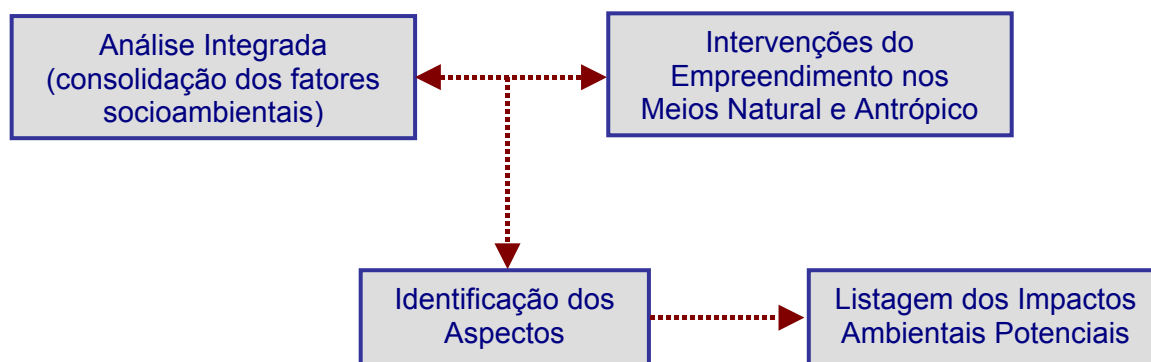 Análise Integrada
(consolidação dos fatores
socioambientais)
Intervenções do
Empreendimento nos
Meios Natural e Antrópico
Identificação dos
Aspectos
Listagem dos Impactos
Ambientais Potenciais